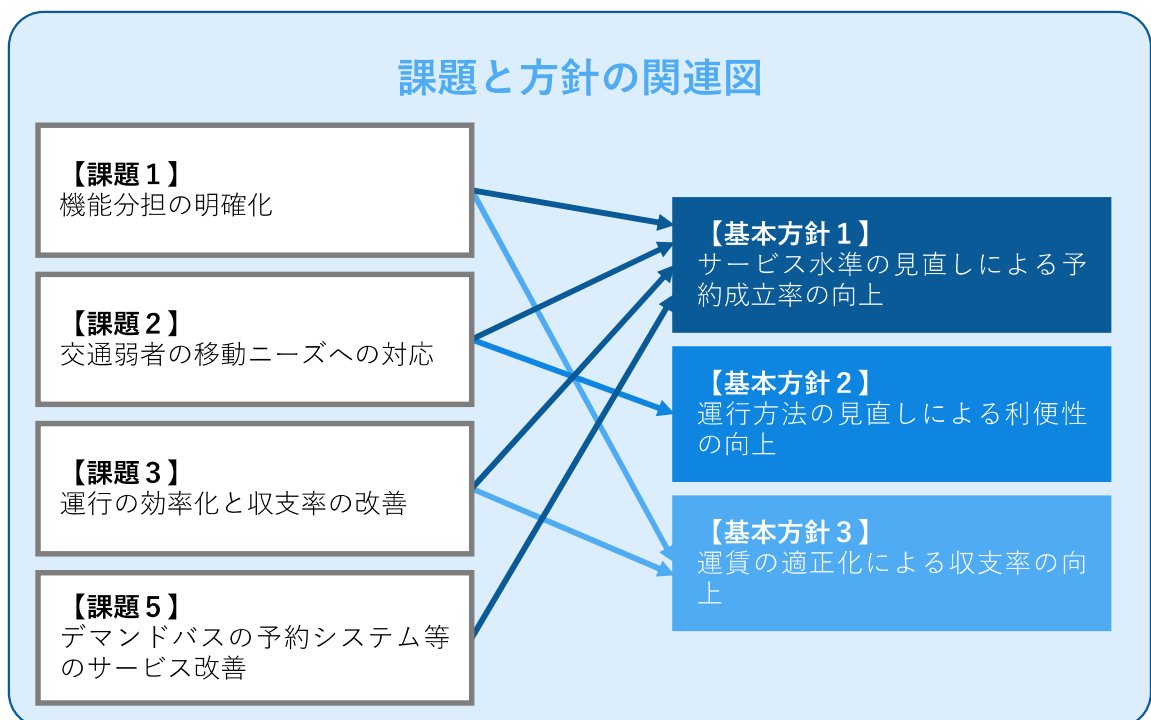 課題と方針の関連図
【課題１】
機能分担の明確化
【課題２】
交通弱者の移動ニーズへの対応
【課題３】
運行の効率化と収支率の改善
【課題５】
デマンドバスの予約システム等
のサービス改善
【基本方針１】
サービス水準の見直しによる予
約成立率の向上
【基本方針２】
運行方法の見直しによる利便性
の向上
【基本方針３】
運賃の適正化による収支率の向
上